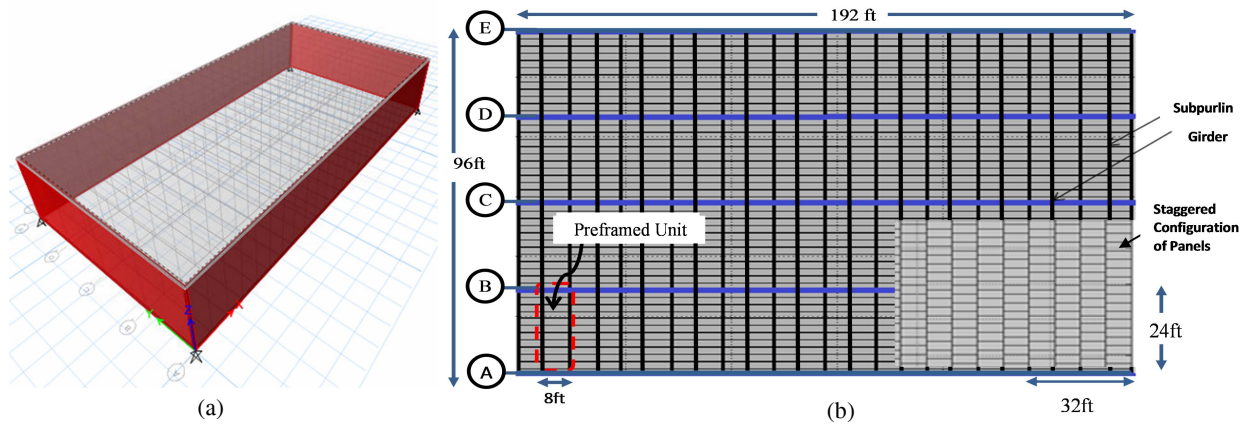 192 ft
E
D
C
B
A
96ft
Preframed Unit
8ft
Subpurlin
Girder
Staggered
Configuration
of Panels
24ft
32ft
Z
(a)
(b)